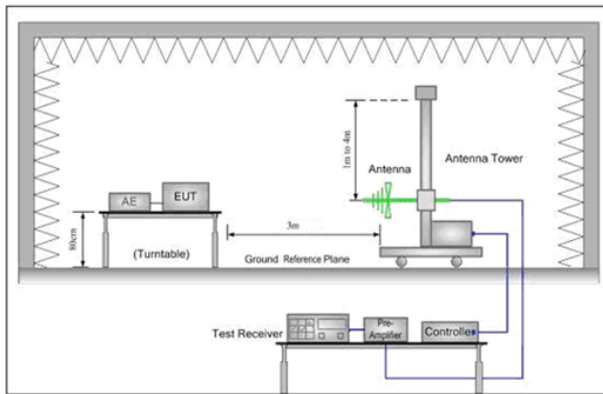 1m to 4m
Antenna
Antenna Tower
AE
EUT
80cm
(Turntable)
3m
Ground Reference Plane
Test Receiver
Pre-
Amplifier
Controller